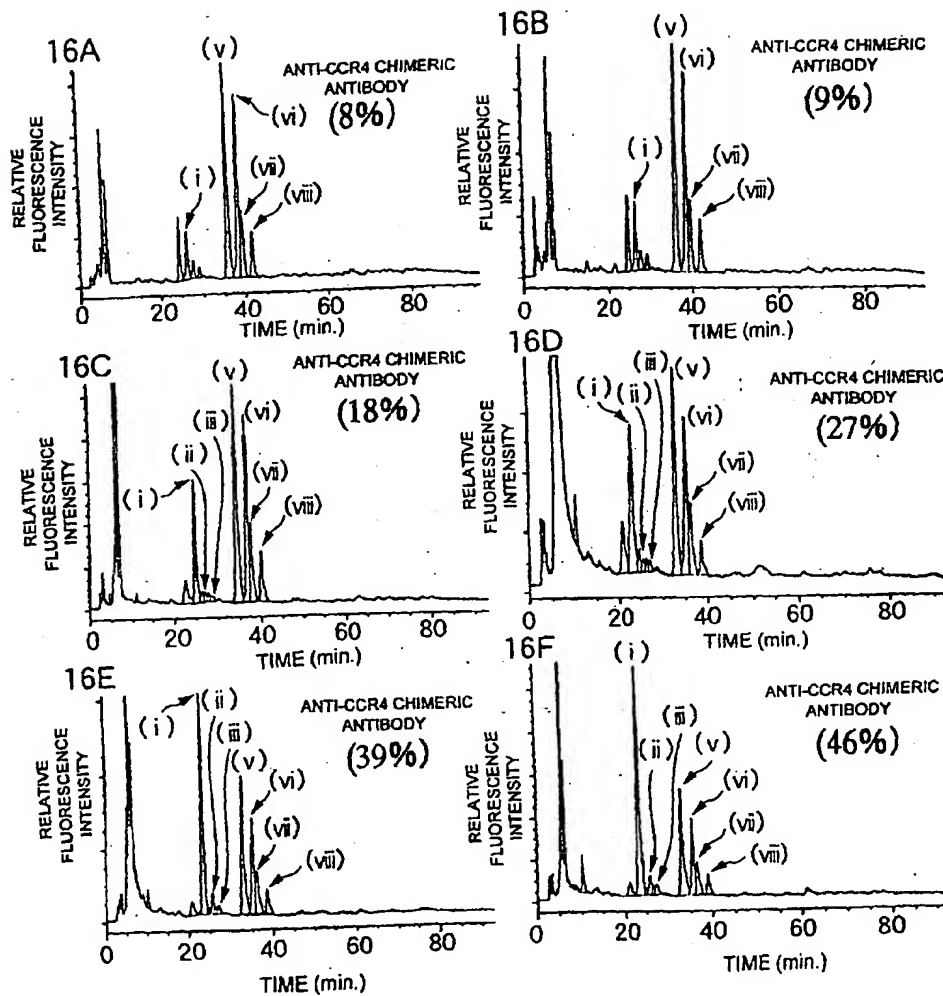 16A
RELATIVE
FLUORESCENCE
INTENSITY
(i)
(v)
(vi)
(vii)
(viii)
ANTI-CCR4 CHIMERIC
ANTIBODY
(8%)
0 20 40 60 80
TIME (min.)
16B
RELATIVE
FLUORESCENCE
INTENSITY
(i)
(v)
(vi)
(vii)
(viii)
ANTI-CCR4 CHIMERIC
ANTIBODY
(9%)
0 20 40 60 80
TIME (min.)
16C
RELATIVE
FLUORESCENCE
INTENSITY
(i)
(ii)
(iii)
(v)
(vi)
(vii)
(viii)
ANTI-CCR4 CHIMERIC
ANTIBODY
(18%)
0 20 40 60 80
TIME (min.)
16D
RELATIVE
FLUORESCENCE
INTENSITY
(i)
(ii)
(iii)
(v)
(vi)
(vii)
(viii)
ANTI-CCR4 CHIMERIC
ANTIBODY
(27%)
0 20 40 60 80
TIME (min.)
16E
RELATIVE
FLUORESCENCE
INTENSITY
(i)
(ii)
(iii)
(v)
(vi)
(vii)
(viii)
ANTI-CCR4 CHIMERIC
ANTIBODY
(39%)
0 20 40 60 80
TIME (min.)
16F
RELATIVE
FLUORESCENCE
INTENSITY
(i)
(ii)
(iii)
(v)
(vi)
(vii)
(viii)
ANTI-CCR4 CHIMERIC
ANTIBODY
(46%)
0 20 40 60 80
TIME (min.)